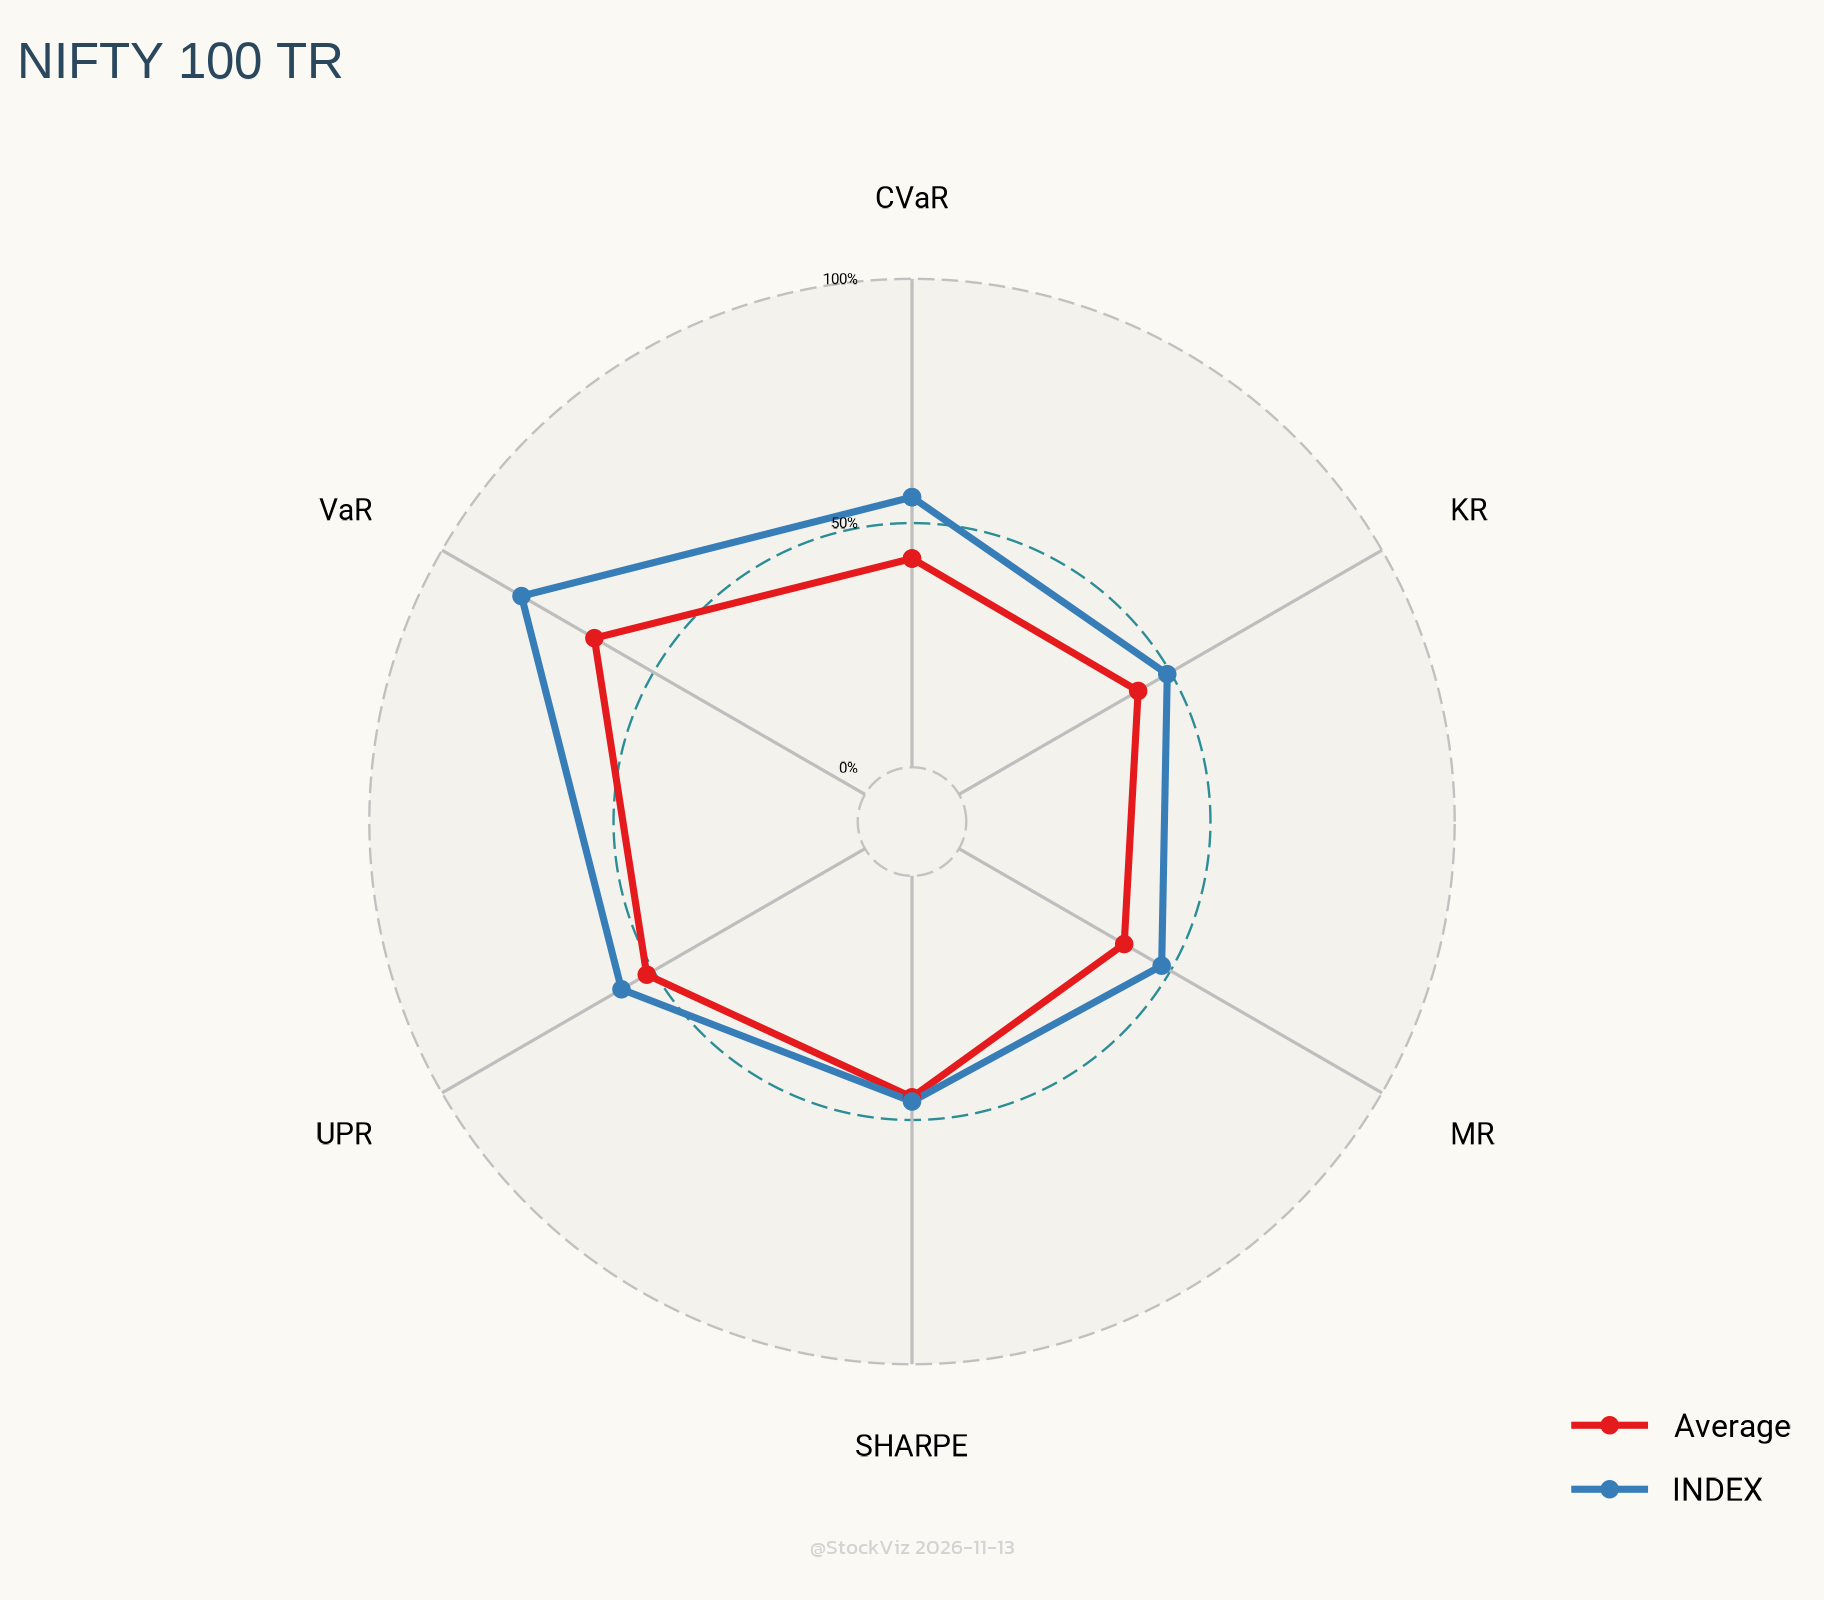 NIFTY 100 TR
CVaR
100%
VaR
KR
50%
0%
UPR
MR
SHARPE
Average
INDEX
@StockViz 2026-11-13